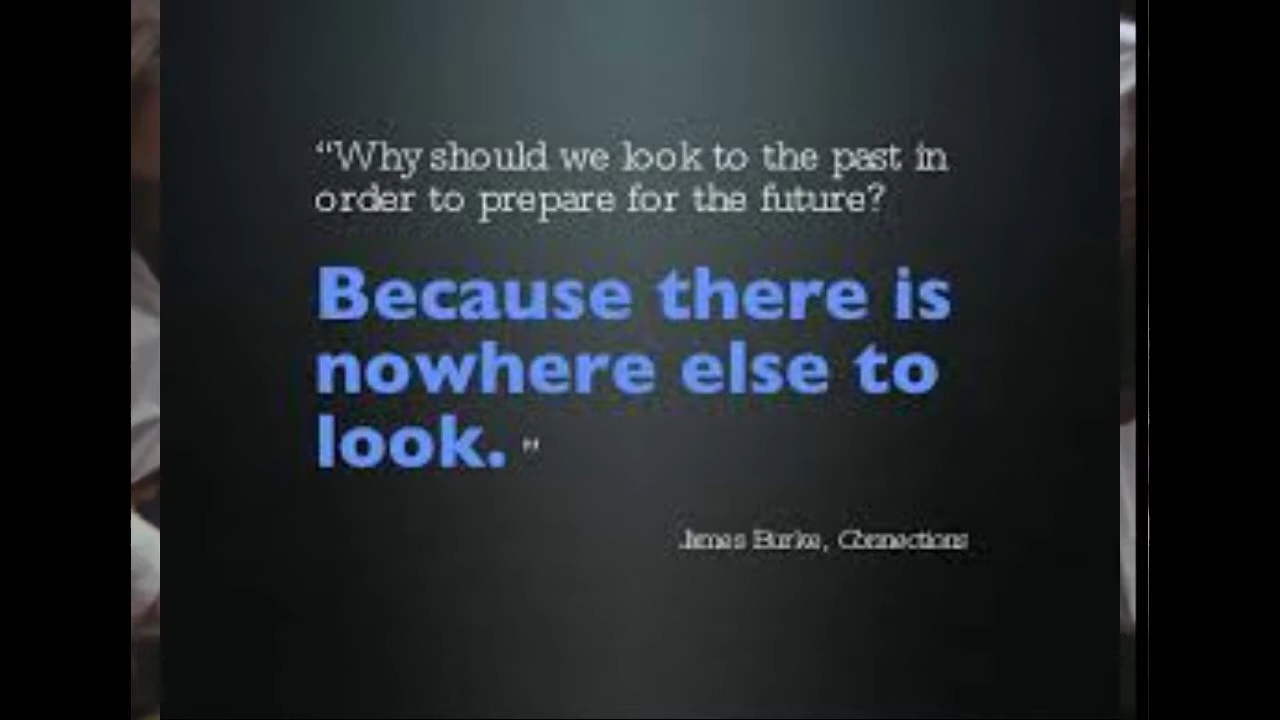 “Why should we look to the past in
order to prepare for the future?
Because there is
nowhere else to
look. ”
James Burke, Connections